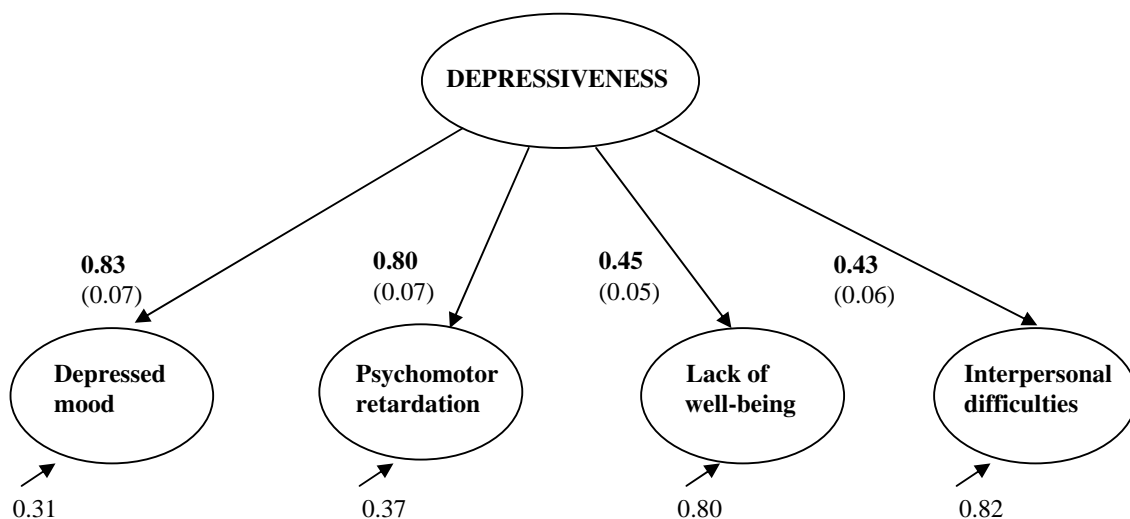 DEPRESSIVENESS
0.83
(0.07)
0.80
(0.07)
0.45
(0.05)
0.43
(0.06)
Depressed
mood
Psychomotor
retardation
Lack of
well-being
Interpersonal
difficulties
0.31
0.37
0.80
0.82